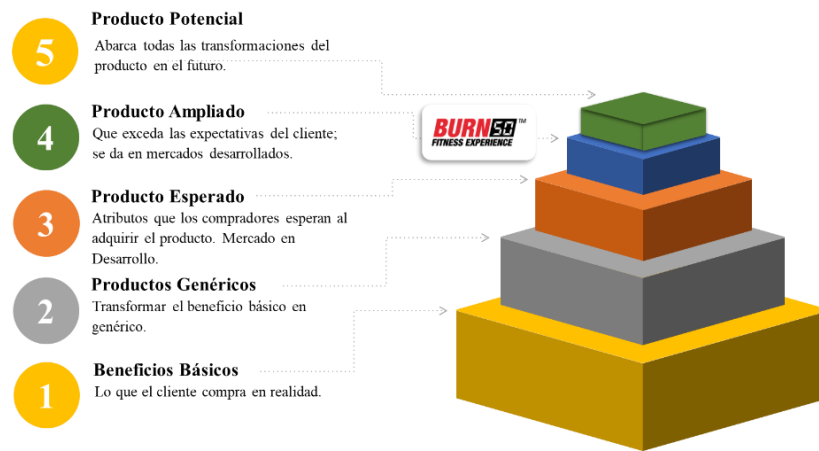 5
Producto Potencial
Abarca todas las transformaciones del
producto en el futuro.
4
Producto Ampliado
Que exceda las expectativas del cliente;
se da en mercados desarrollados.
BURN50™
FITNESS EXPERIENCE
3
Producto Esperado
Atributos que los compradores esperan al
adquirir el producto. Mercado en
Desarrollo.
2
Productos Genéricos
Transformar el beneficio básico en
genérico.
1
Beneficios Básicos
Lo que el cliente compra en realidad.